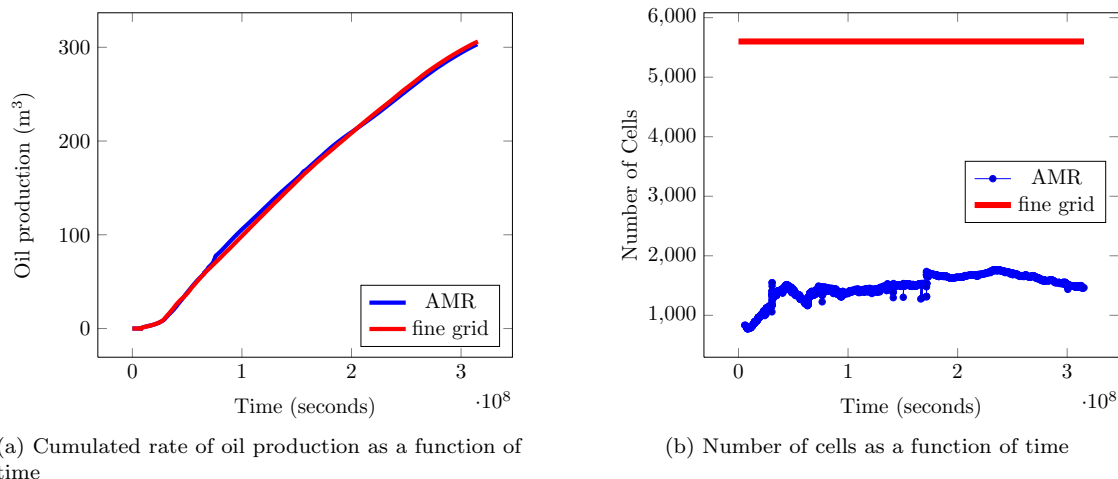 300
200
100
0
Oil production (m³)
AMR
fine grid
0 1 2 3
·10⁸
Time (seconds)
(a) Cumulated rate of oil production as a function of
time
6,000
5,000
4,000
3,000
2,000
1,000
Number of Cells
AMR
fine grid
0 1 2 3
·10⁸
Time (seconds)
(b) Number of cells as a function of time